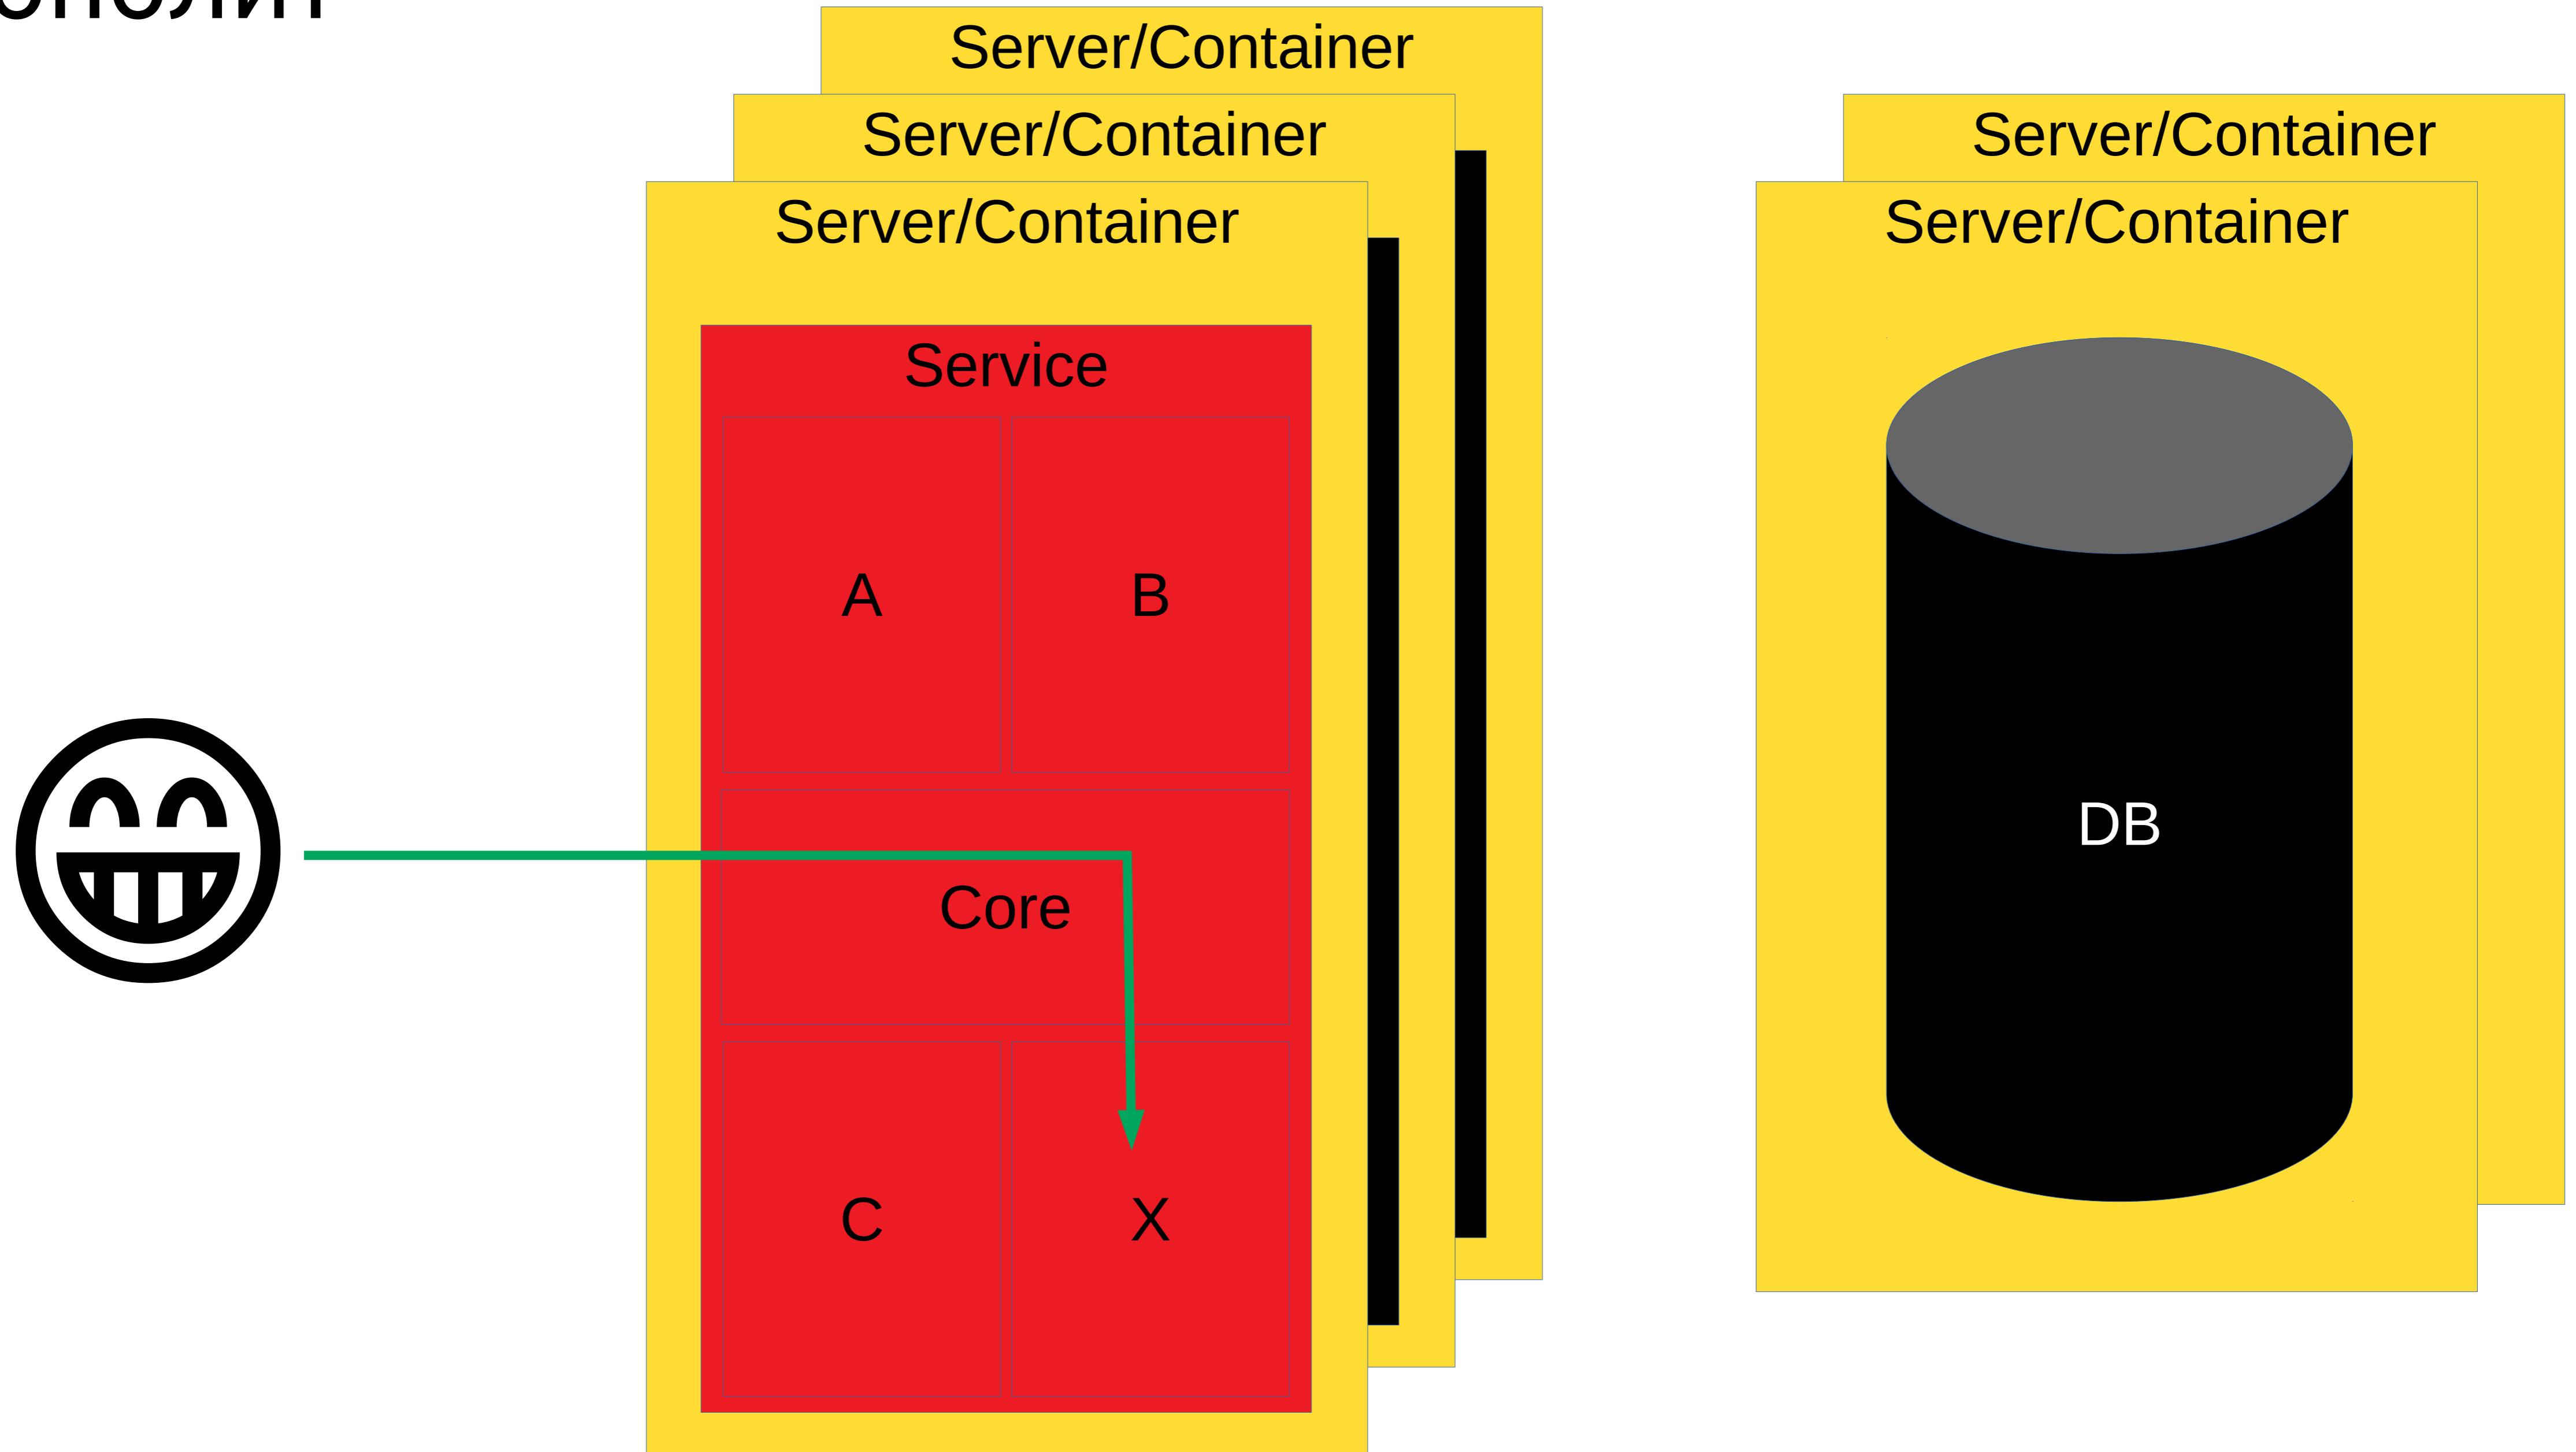 Server/Container
Server/Container
Server/Container
Service
A
B
Core
C
X
Server/Container
Server/Container
DB